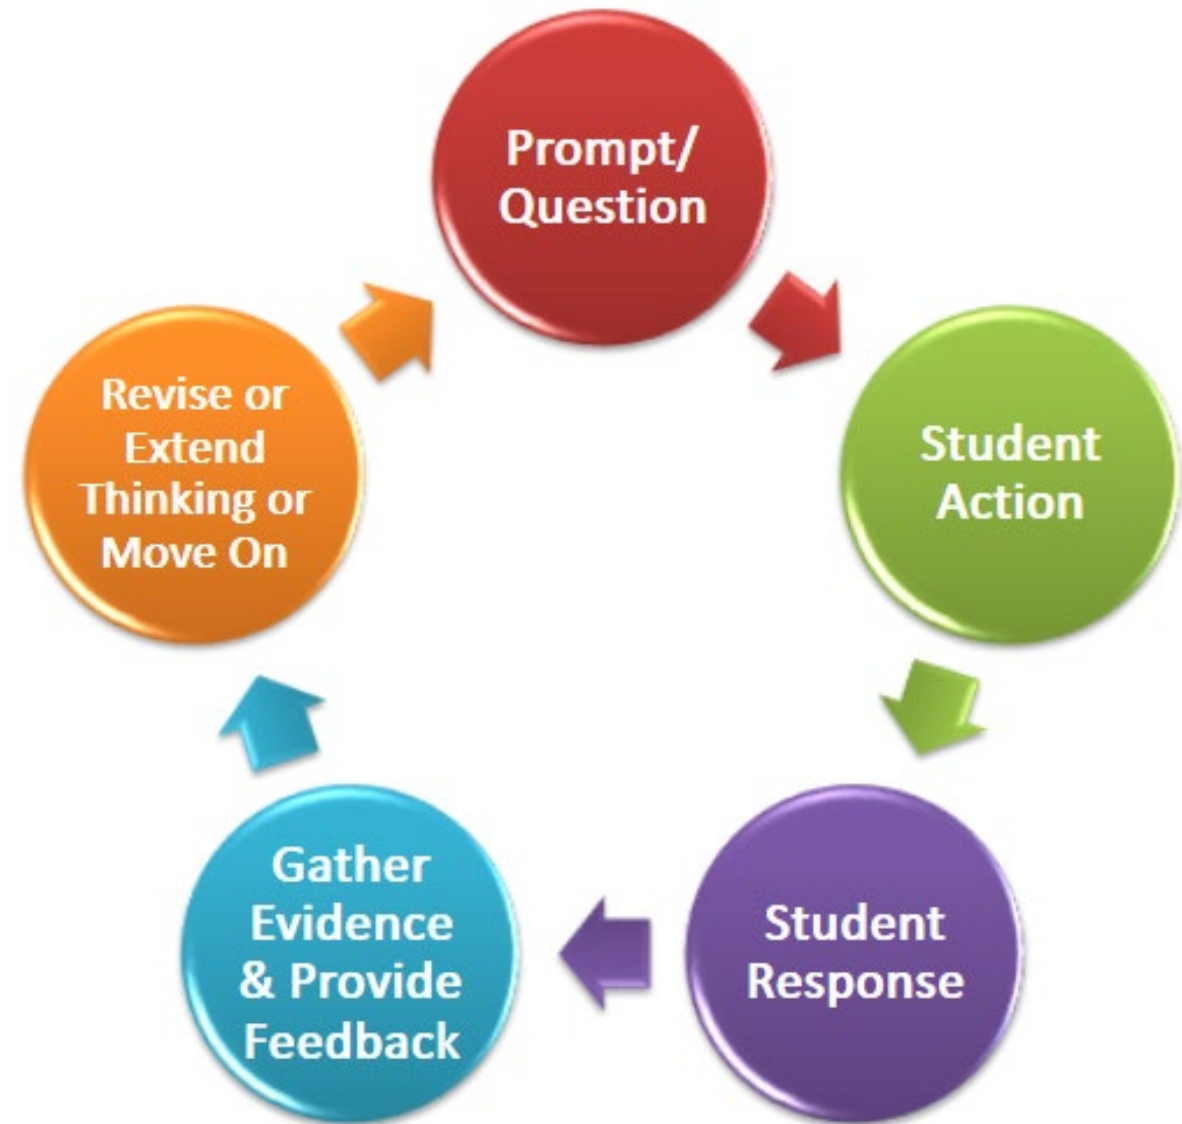 Prompt/
Question
Student
Action
Student
Response
Gather
Evidence
& Provide
Feedback
Revise or
Extend
Thinking or
Move On